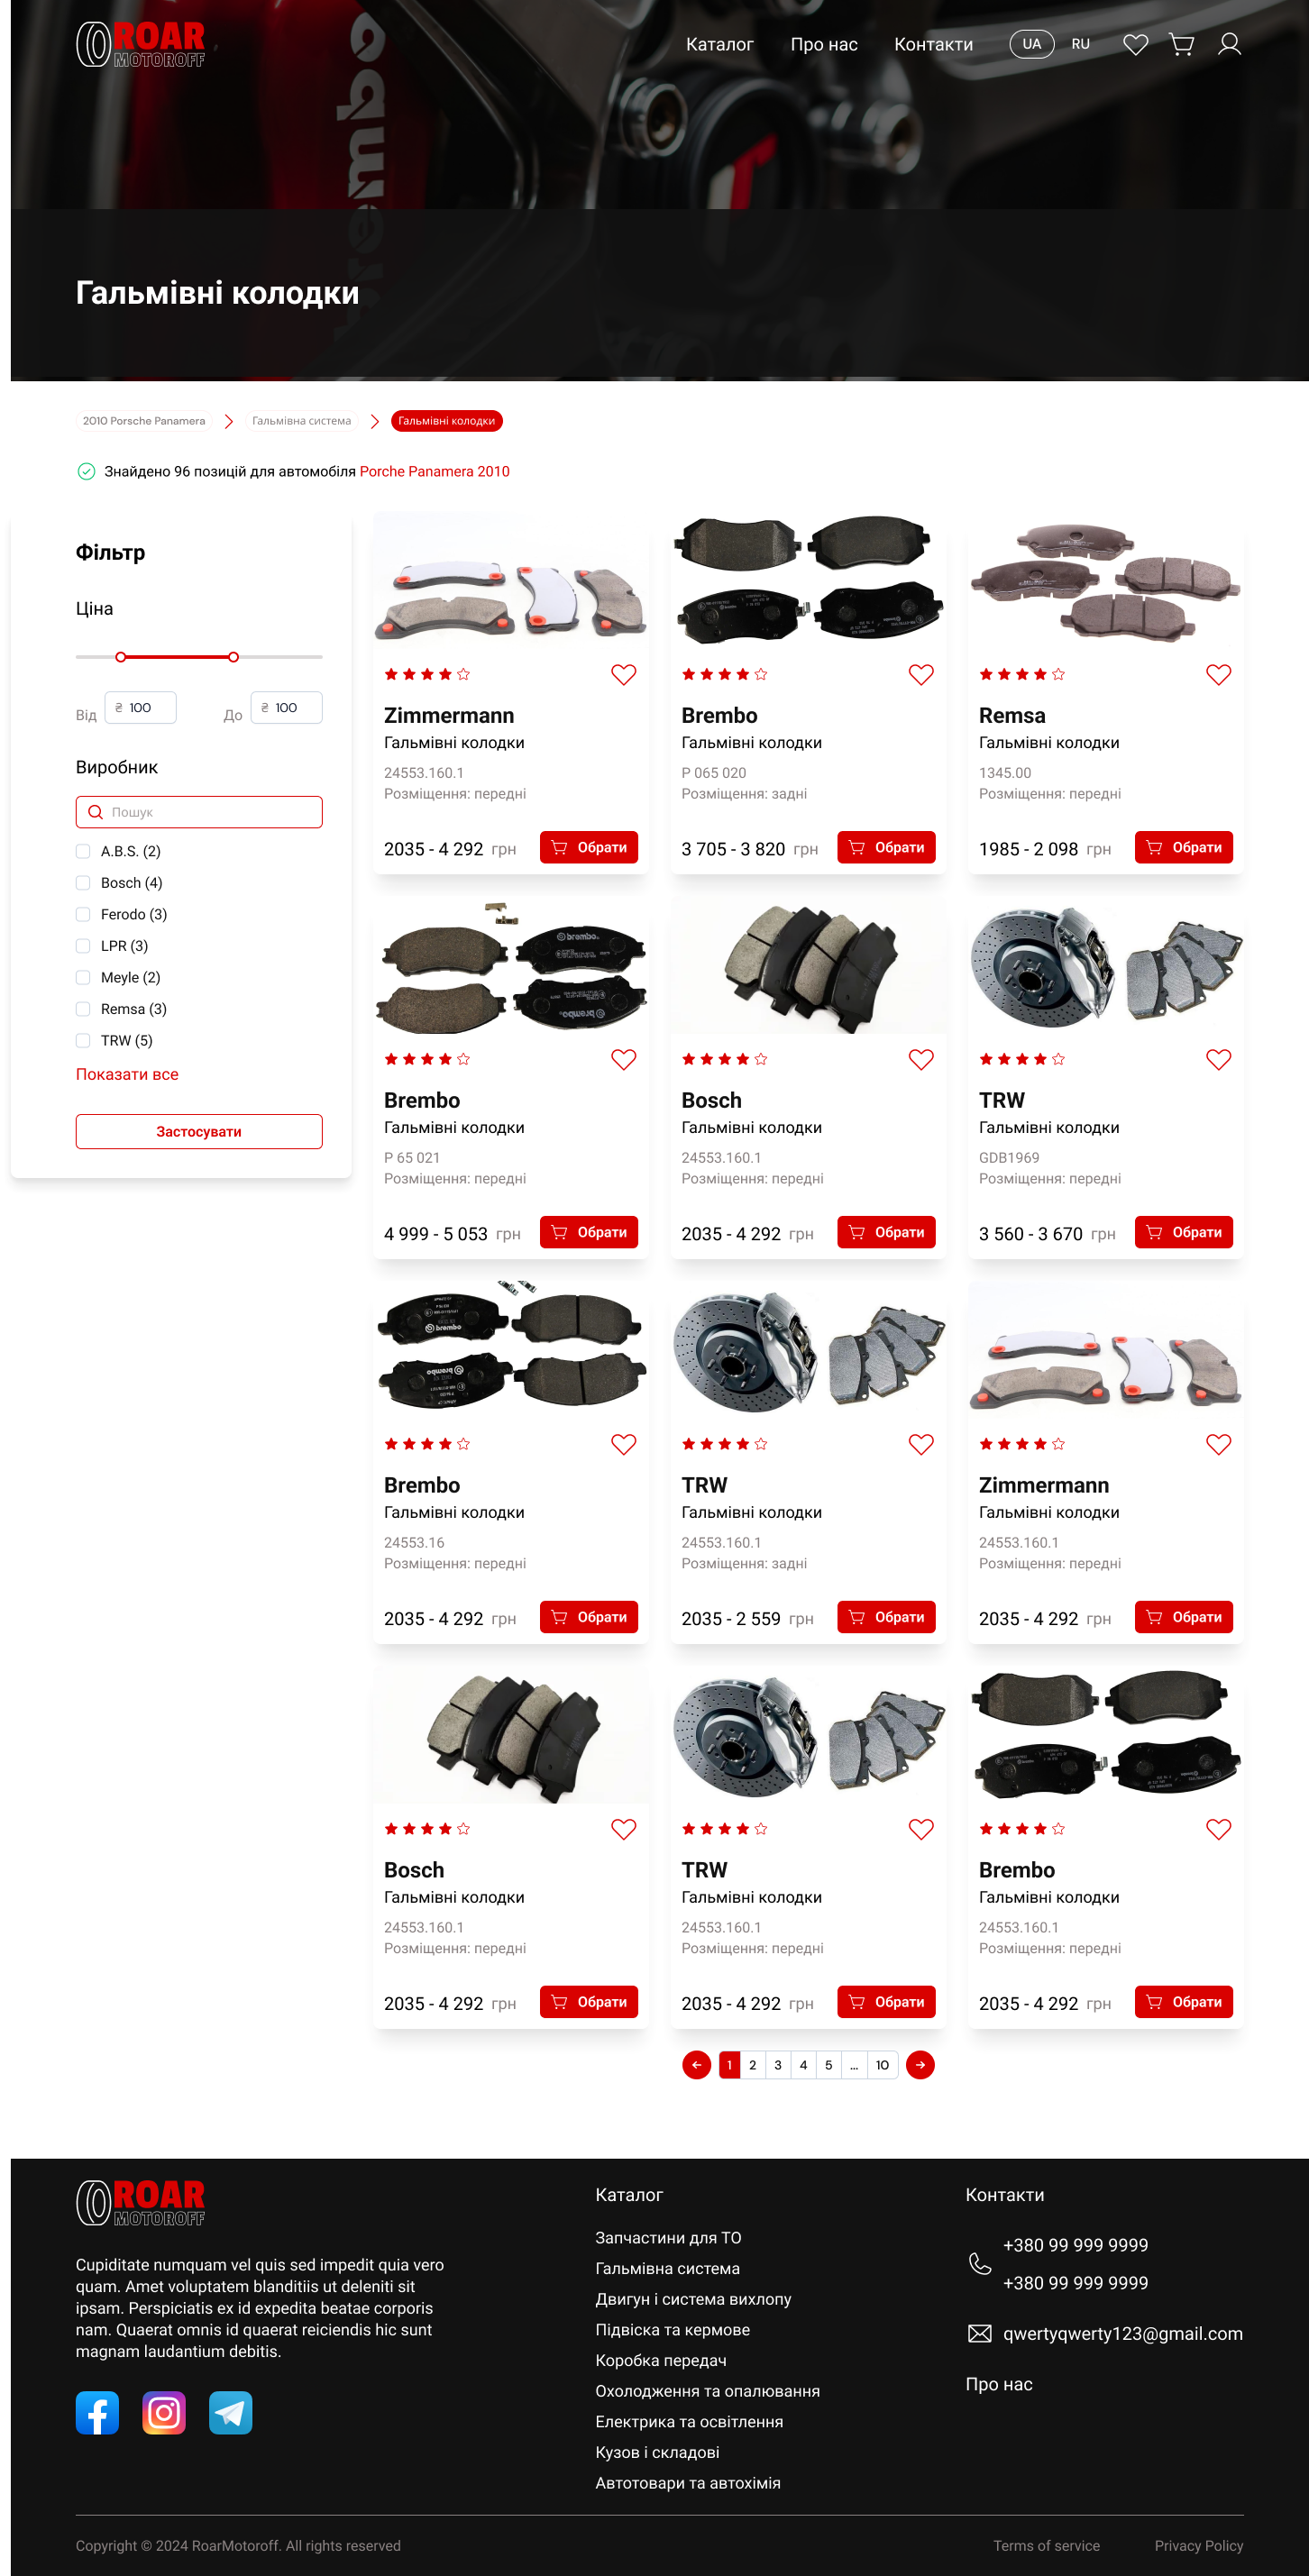 ROAR
MOTOROFF
Каталог
Про нас
Контакти
UA
RU
brembo
Гальмівні колодки
2010 Porsche Panamera
Гальмівна система
Гальмівні колодки
Знайдено 96 позицій для автомобіля Porche Panamera 2010
Фільтр
Ціна
Від
₴ 100
До
₴ 100
Виробник
Пошук
A.B.S. (2)
Bosch (4)
Ferodo (3)
LPR (3)
Meyle (2)
Remsa (3)
TRW (5)
Показати все
Застосувати
Zimmermann
Гальмівні колодки
24553.160.1
Розміщення: передні
2035 - 4 292 грн
Обрати
Brembo
Гальмівні колодки
P 065 020
Розміщення: задні
3 705 - 3 820 грн
Обрати
Remsa
Гальмівні колодки
1345.00
Розміщення: передні
1985 - 2 098 грн
Обрати
brembo
brembo
Brembo
Гальмівні колодки
P 65 021
Розміщення: передні
4 999 - 5 053 грн
Обрати
Bosch
Гальмівні колодки
24553.160.1
Розміщення: передні
2035 - 4 292 грн
Обрати
TRW
Гальмівні колодки
GDB1969
Розміщення: передні
3 560 - 3 670 грн
Обрати
brembo
brembo
Brembo
Гальмівні колодки
24553.16
Розміщення: передні
2035 - 4 292 грн
Обрати
TRW
Гальмівні колодки
24553.160.1
Розміщення: задні
2035 - 2 559 грн
Обрати
Zimmermann
Гальмівні колодки
24553.160.1
Розміщення: передні
2035 - 4 292 грн
Обрати
Bosch
Гальмівні колодки
24553.160.1
Розміщення: передні
2035 - 4 292 грн
Обрати
TRW
Гальмівні колодки
24553.160.1
Розміщення: передні
2035 - 4 292 грн
Обрати
Brembo
Гальмівні колодки
24553.160.1
Розміщення: передні
2035 - 4 292 грн
Обрати
1 2 3 4 5 ... 10
ROAR
MOTOROFF
Cupiditate numquam vel quis sed impedit quia vero
quam. Amet voluptatem blanditiis ut deleniti sit
ipsam. Perspiciatis ex id expedita beatae corporis
nam. Quaerat omnis id quaerat reiciendis hic sunt
magnam laudantium debitis.
Каталог
Запчастини для ТО
Гальмівна система
Двигун і система вихлопу
Підвіска та кермове
Коробка передач
Охолодження та опалювання
Електрика та освітлення
Кузов і складові
Автотовари та автохімія
Контакти
+380 99 999 9999
+380 99 999 9999
qwertyqwerty123@gmail.com
Про нас
Copyright © 2024 RoarMotoroff. All rights reserved
Terms of service
Privacy Policy